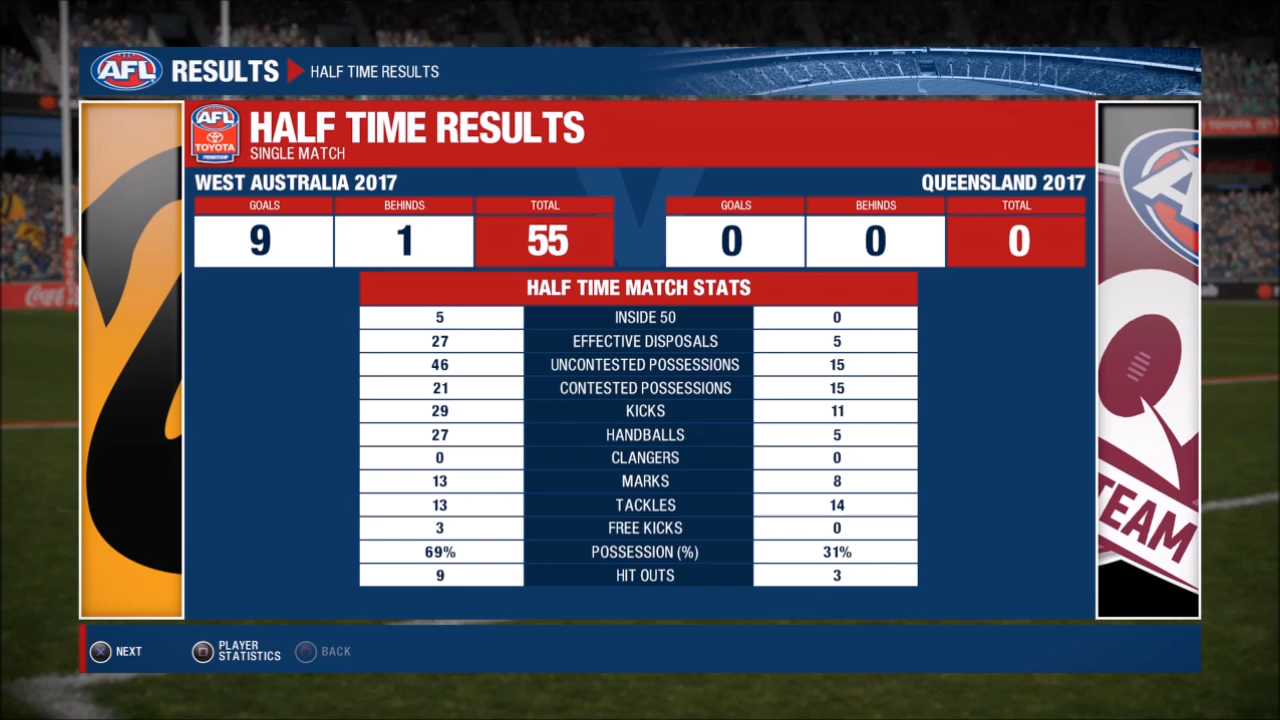 AFL RESULTS HALF TIME RESULTS
AFL
TOYOTA
PREMIERSHIP
HALF TIME RESULTS
SINGLE MATCH
WEST AUSTRALIA 2017 QUEENSLAND 2017
GOALS BEHINDS TOTAL GOALS BEHINDS TOTAL
9 1 55 0 0 0
HALF TIME MATCH STATS
5 INSIDE 50 0
27 EFFECTIVE DISPOSALS 5
46 UNCONTESTED POSSESSIONS 15
21 CONTESTED POSSESSIONS 15
29 KICKS 11
27 HANDBALLS 5
0 CLANGERS 0
13 MARKS 8
13 TACKLES 14
3 FREE KICKS 0
69% POSSESSION (%) 31%
9 HIT OUTS 3
TEAM
Coca-Cola
NEXT PLAYER STATISTICS BACK